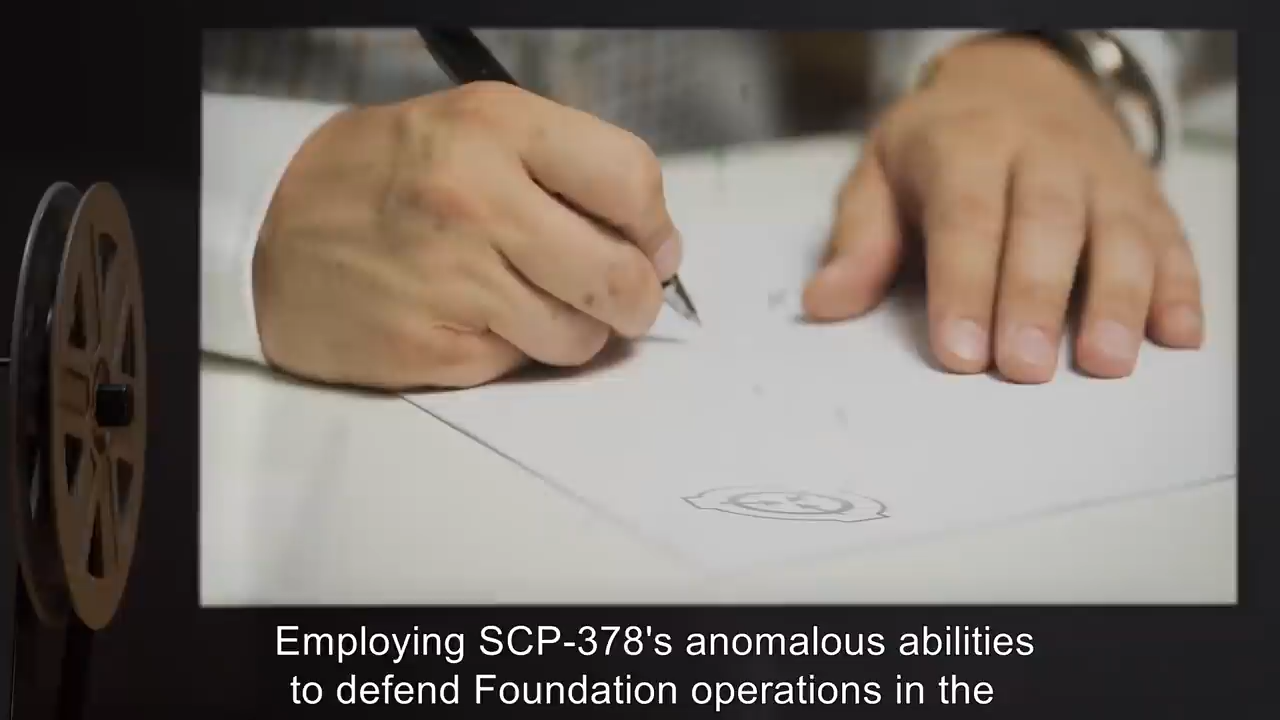 Employing SCP-378's anomalous abilities
to defend Foundation operations in the